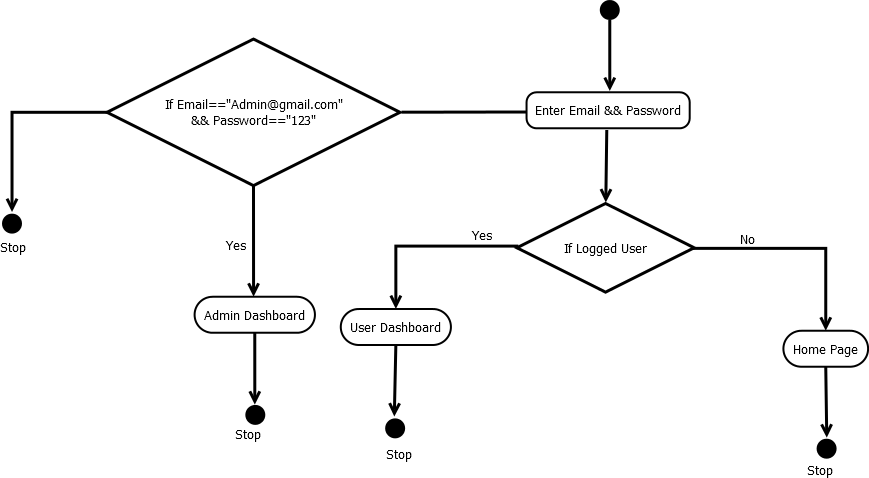 If Email=="Admin@gmail.com"
&& Password=="123"
Enter Email && Password
Yes
If Logged User
No
Yes
Stop
Admin Dashboard
User Dashboard
Home Page
Stop
Stop
Stop